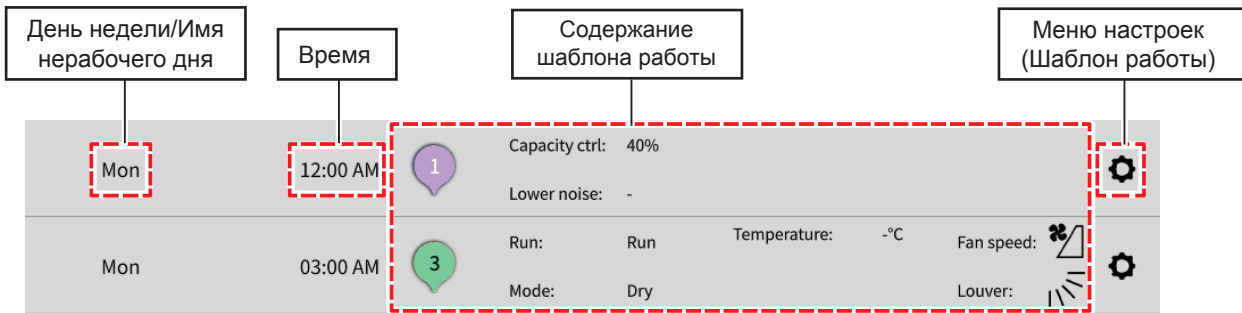 День недели/Имя
нерабочего дня
Время
Содержание
шаблона работы
Меню настроек
(Шаблон работы)
Mon 12:00 AM 1 Capacity ctrl: 40%
Lower noise: -
Mon 03:00 AM 3 Run: Run Temperature: -°C Fan speed:
Mode: Dry Louver: